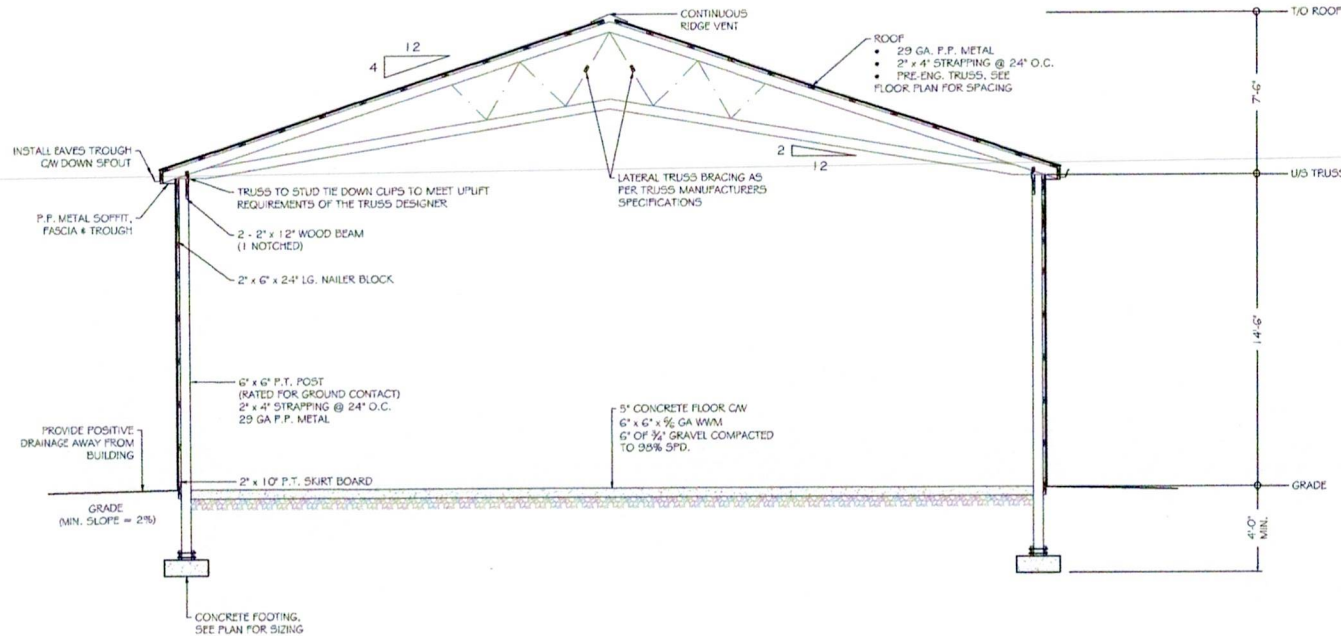 CONTINUOUS
RIDGE VENT
T/O ROOF
12
4
ROOF
• 29 GA. P.P. METAL
• 2" x 4" STRAPPING @ 24" O.C.
• PRE-ENG. TRUSS, SEE
FLOOR PLAN FOR SPACING
7'-6"
INSTALL EAVES TROUGH
C/W DOWN SPOUT
2
12
U/S TRUSS
TRUSS TO STUD TIE DOWN CLIPS TO MEET UPLIFT
REQUIREMENTS OF THE TRUSS DESIGNER
LATERAL TRUSS BRACING AS
PER TRUSS MANUFACTURERS
SPECIFICATIONS
P.P. METAL SOFFIT,
FASCIA & TROUGH
2 - 2" x 12" WOOD BEAM
(1 NOTCHED)
2" x 6" x 24" LG. NAILER BLOCK
14'-6"
6" x 6" P.T. POST
(RATED FOR GROUND CONTACT)
2" x 4" STRAPPING @ 24" O.C.
29 GA P.P. METAL
5" CONCRETE FLOOR C/W
6" x 6" x 6/6 GA WWM
6" OF 3/4" GRAVEL COMPACTED
TO 98% SPD.
PROVIDE POSITIVE
DRAINAGE AWAY FROM
BUILDING
2" x 10" P.T. SKIRT BOARD
GRADE
GRADE
(MIN. SLOPE = 2%)
4'-0"
MIN.
CONCRETE FOOTING,
SEE PLAN FOR SIZING